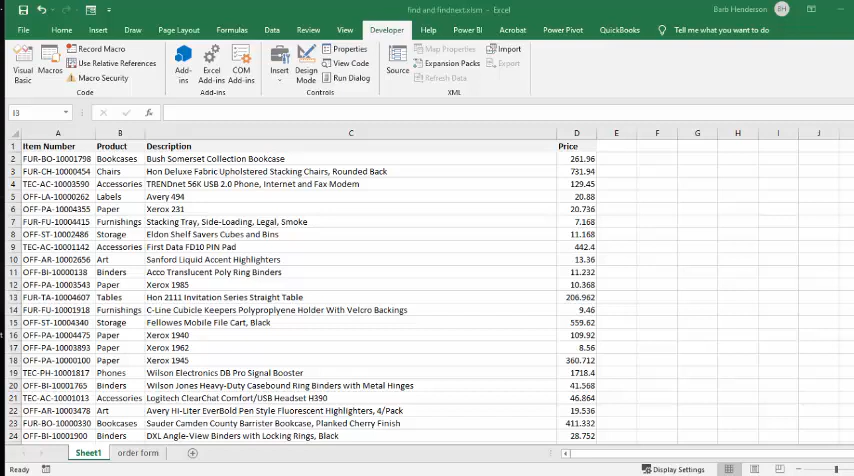 find and findnext.xlsm - Excel
Barb Henderson BH
File Home Insert Draw Page Layout Formulas Data Review View Developer Help Power BI Acrobat Power Pivot QuickBooks Tell me what you want to do
Visual Basic
Macros
Record Macro
Use Relative References
Macro Security
Code
Add-ins
Excel Add-ins
COM Add-ins
Add-ins
Insert
Design Mode
Properties
View Code
Run Dialog
Controls
Source
Map Properties
Expansion Packs
Refresh Data
Import
Export
XML
I3 fx
A B C D E F G H I J
1 Item Number Product Description Price
2 FUR-BO-10001798 Bookcases Bush Somerset Collection Bookcase 261.96
3 FUR-CH-10000454 Chairs Hon Deluxe Fabric Upholstered Stacking Chairs, Rounded Back 731.94
4 TEC-AC-10003590 Accessories TRENDnet 56K USB 2.0 Phone, Internet and Fax Modem 129.45
5 OFF-LA-10000262 Labels Avery 494 20.88
6 OFF-PA-10004355 Paper Xerox 231 20.736
7 FUR-FU-10004415 Furnishings Stacking Tray, Side-Loading, Legal, Smoke 7.168
8 OFF-ST-10002486 Storage Eldon Shelf Savers Cubes and Bins 11.168
9 TEC-AC-10001142 Accessories First Data FD10 PIN Pad 442.4
10 OFF-AR-10002656 Art Sanford Liquid Accent Highlighters 13.36
11 OFF-BI-10000138 Binders Acco Translucent Poly Ring Binders 11.232
12 OFF-PA-10003543 Paper Xerox 1985 10.368
13 FUR-TA-10004607 Tables Hon 2111 Invitation Series Straight Table 206.962
14 FUR-FU-10001918 Furnishings C-Line Cubicle Keepers Polyproplyene Holder With Velcro Backings 9.46
15 OFF-ST-10004340 Storage Fellowes Mobile File Cart, Black 559.62
16 OFF-PA-10004475 Paper Xerox 1940 109.92
17 OFF-PA-10003893 Paper Xerox 1962 8.56
18 OFF-PA-10000100 Paper Xerox 1945 360.712
19 TEC-PH-10001817 Phones Wilson Electronics DB Pro Signal Booster 1718.4
20 OFF-BI-10001765 Binders Wilson Jones Heavy-Duty Casebound Ring Binders with Metal Hinges 41.568
21 TEC-AC-10001013 Accessories Logitech ClearChat Comfort/USB Headset H390 46.864
22 OFF-AR-10003478 Art Avery Hi-Liter EverBold Pen Style Fluorescent Highlighters, 4/Pack 19.536
23 FUR-BO-10000330 Bookcases Sauder Camden County Barrister Bookcase, Planked Cherry Finish 411.332
24 OFF-BI-10001900 Binders DXL Angle-View Binders with Locking Rings, Black 28.752
Sheet1 order form
Ready Display Settings